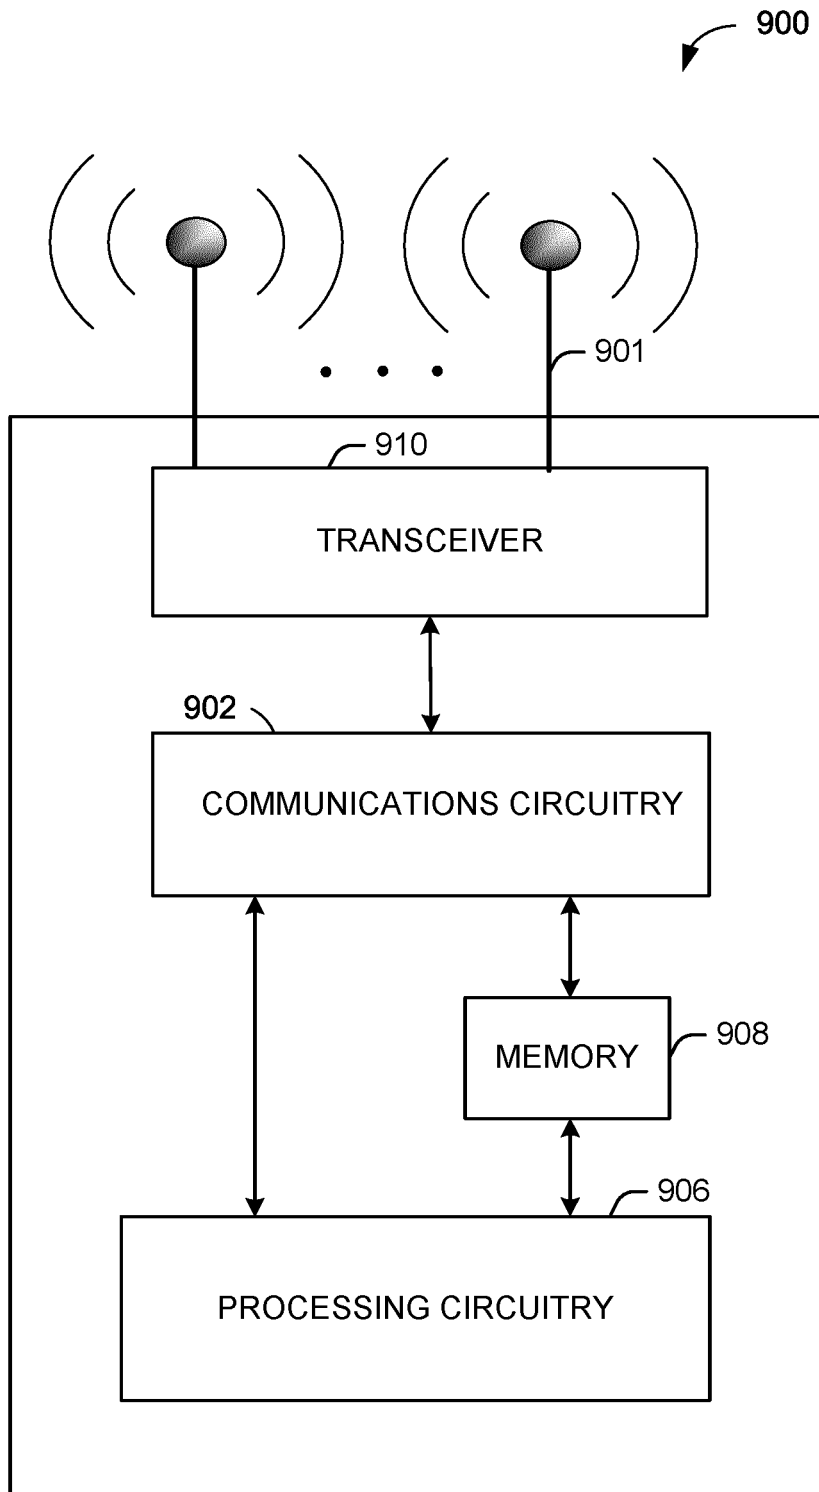 900
901
910
TRANSCEIVER
902
COMMUNICATIONS CIRCUITRY
MEMORY
908
906
PROCESSING CIRCUITRY